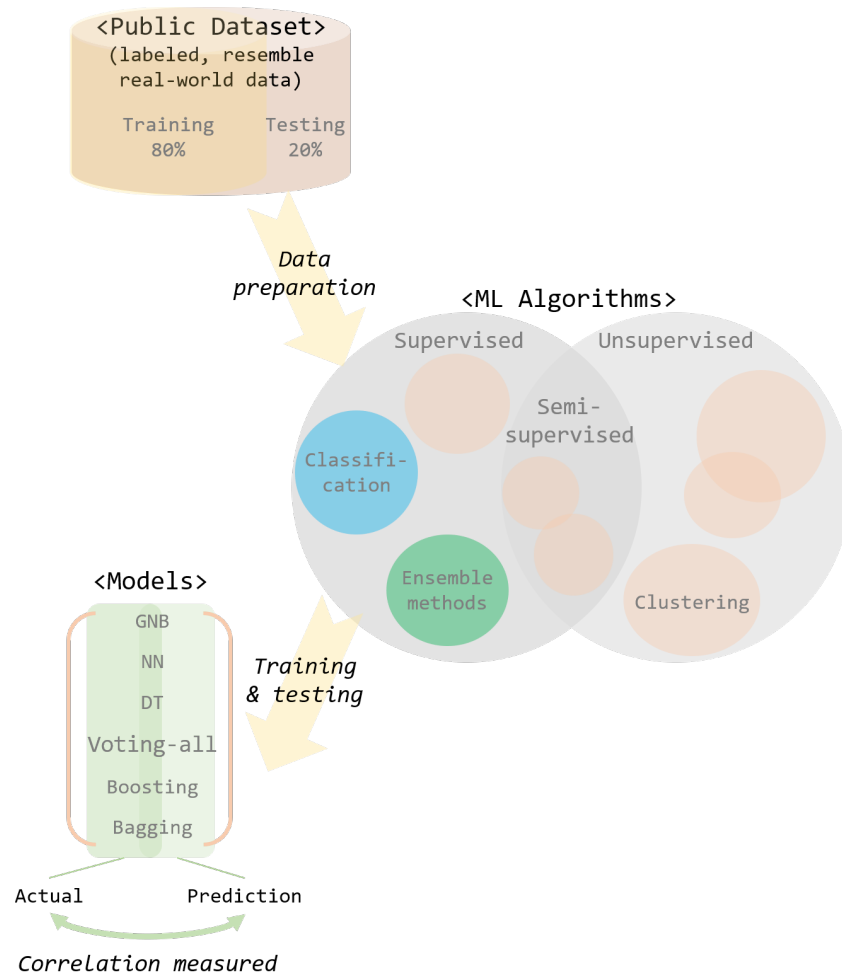 <Public Dataset>
(labeled, resemble
real-world data)
Training
80%
Testing
20%
Data
preparation
<ML Algorithms>
Supervised
Unsupervised
Semi-
supervised
Classifi-
cation
Ensemble
methods
Clustering
<Models>
GNB
NN
DT
Voting-all
Boosting
Bagging
Training
& testing
Actual
Prediction
Correlation measured